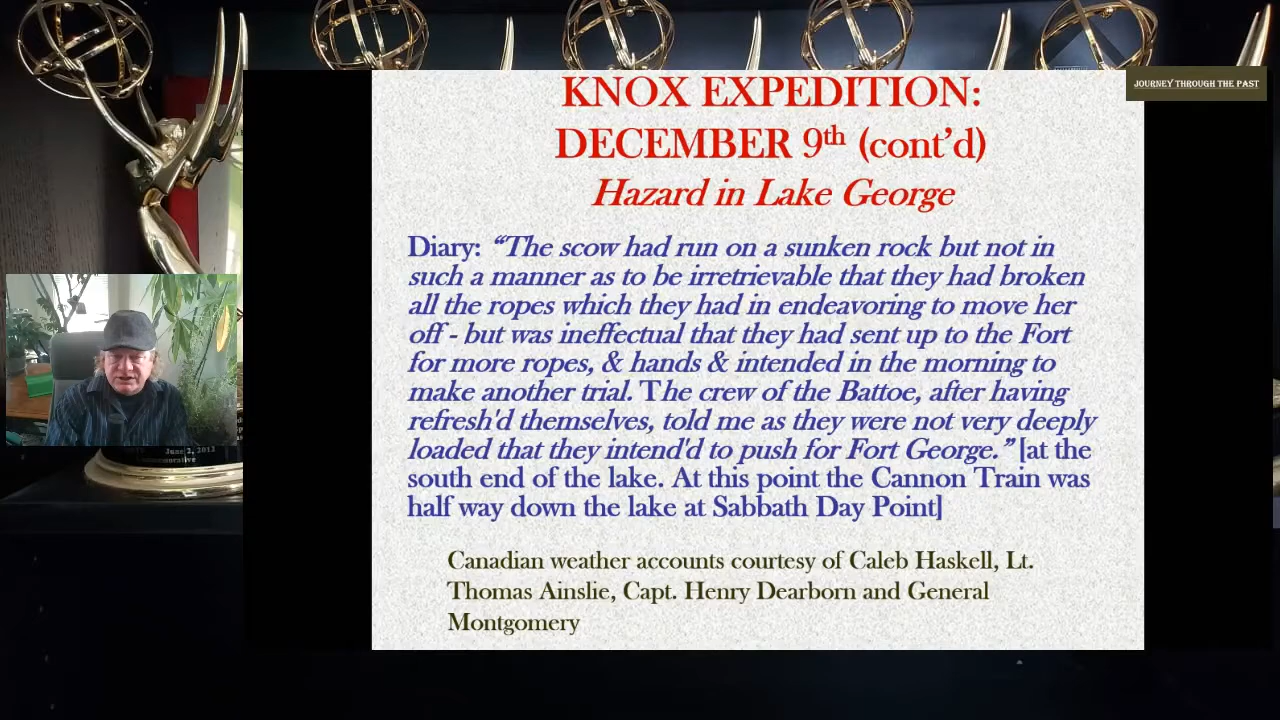 KNOX EXPEDITION:
DECEMBER 9th (cont’d)
Hazard in Lake George
JOURNEY THROUGH THE PAST
Diary: “The scow had run on a sunken rock but not in
such a manner as to be irretrievable that they had broken
all the ropes which they had in endeavoring to move her
off - but was ineffectual that they had sent up to the Fort
for more ropes, & hands & intended in the morning to
make another trial. The crew of the Battoe, after having
refresh'd themselves, told me as they were not very deeply
loaded that they intend'd to push for Fort George.” [at the
south end of the lake. At this point the Cannon Train was
half way down the lake at Sabbath Day Point]
Canadian weather accounts courtesy of Caleb Haskell, Lt.
Thomas Ainslie, Capt. Henry Dearborn and General
Montgomery
June 2, 2013